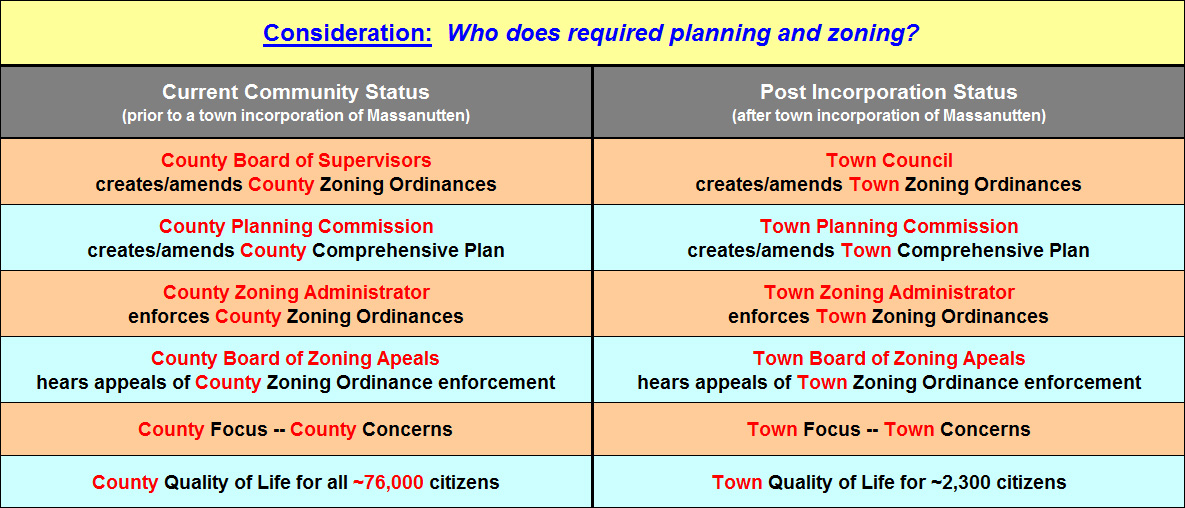 Consideration: Who does required planning and zoning?
Current Community Status
(prior to a town incorporation of Massanutten)
Post Incorporation Status
(after town incorporation of Massanutten)
County Board of Supervisors
creates/amends County Zoning Ordinances
Town Council
creates/amends Town Zoning Ordinances
County Planning Commission
creates/amends County Comprehensive Plan
Town Planning Commission
creates/amends Town Comprehensive Plan
County Zoning Administrator
enforces County Zoning Ordinances
Town Zoning Administrator
enforces Town Zoning Ordinances
County Board of Zoning Apeals
hears appeals of County Zoning Ordinance enforcement
Town Board of Zoning Apeals
hears appeals of Town Zoning Ordinance enforcement
County Focus -- County Concerns
Town Focus -- Town Concerns
County Quality of Life for all ~76,000 citizens
Town Quality of Life for ~2,300 citizens